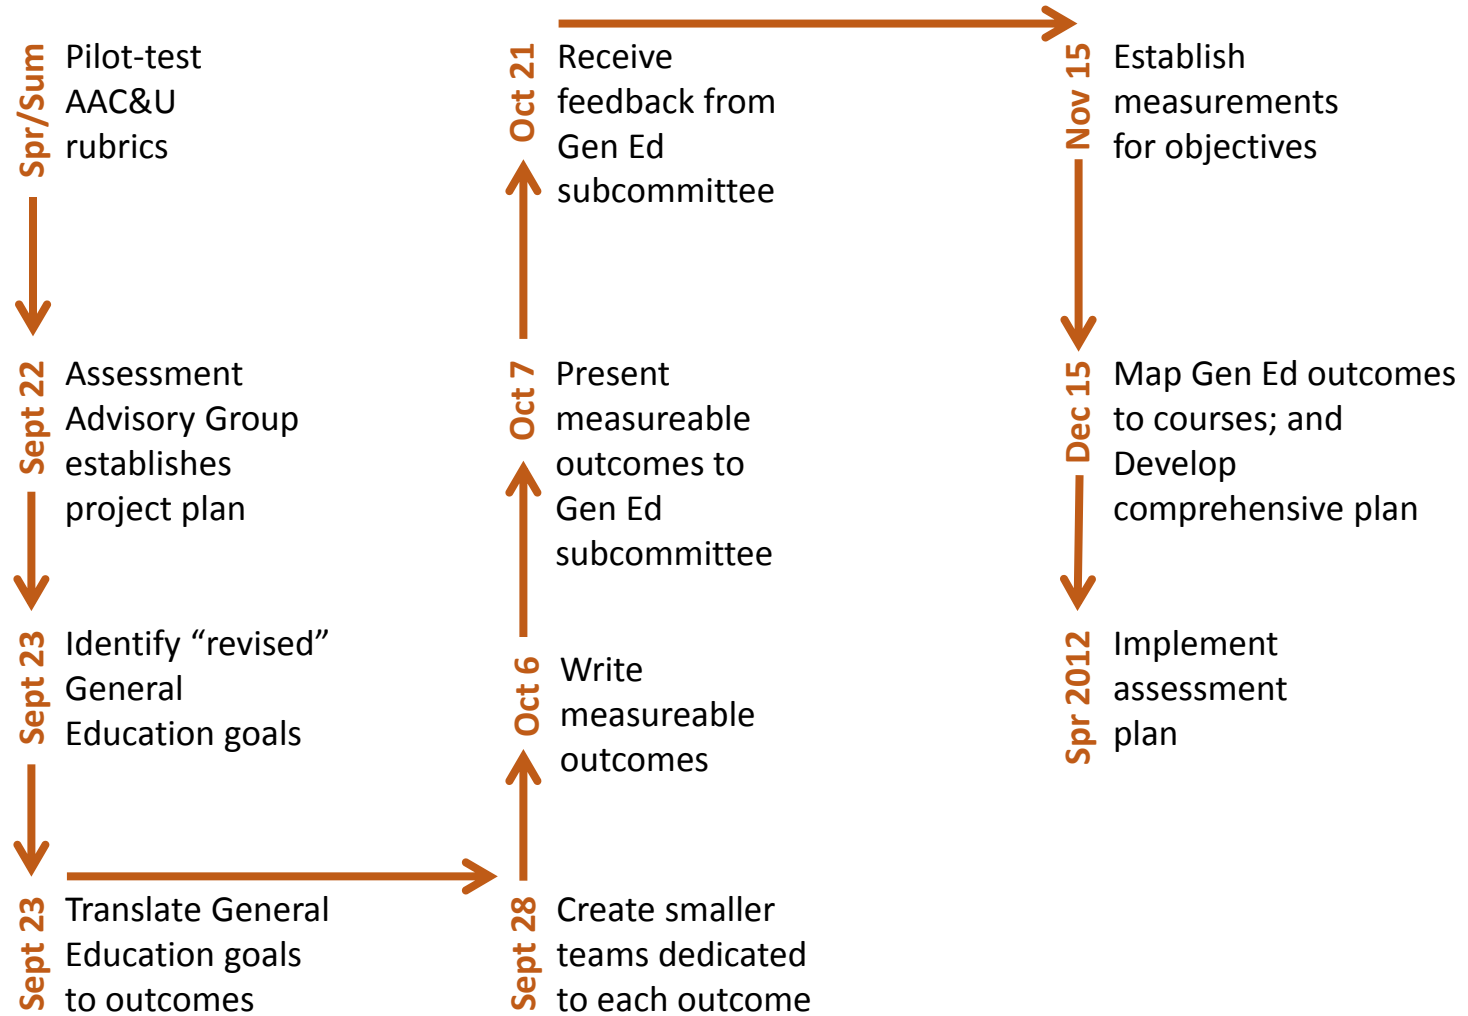 Spr/Sum
Pilot-test
AAC&U
rubrics
Sept 22
Assessment
Advisory Group
establishes
project plan
Sept 23
Identify “revised”
General
Education goals
Sept 23
Translate General
Education goals
to outcomes
Sept 28
Create smaller
teams dedicated
to each outcome
Oct 6
Write
measureable
outcomes
Oct 7
Present
measureable
outcomes to
Gen Ed
subcommittee
Oct 21
Receive
feedback from
Gen Ed
subcommittee
Nov 15
Establish
measurements
for objectives
Dec 15
Map Gen Ed outcomes
to courses; and
Develop
comprehensive plan
Spr 2012
Implement
assessment
plan